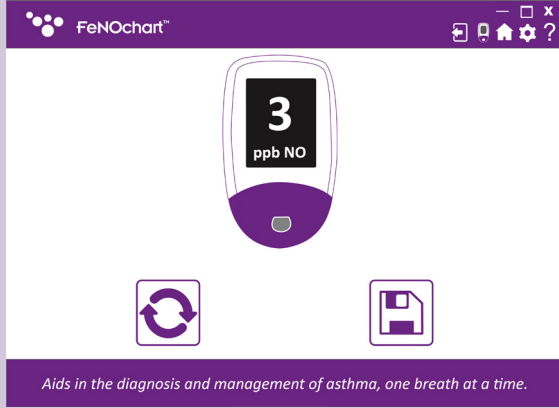 FeNOchart™
?
3
ppb NO
Aids in the diagnosis and management of asthma, one breath at a time.